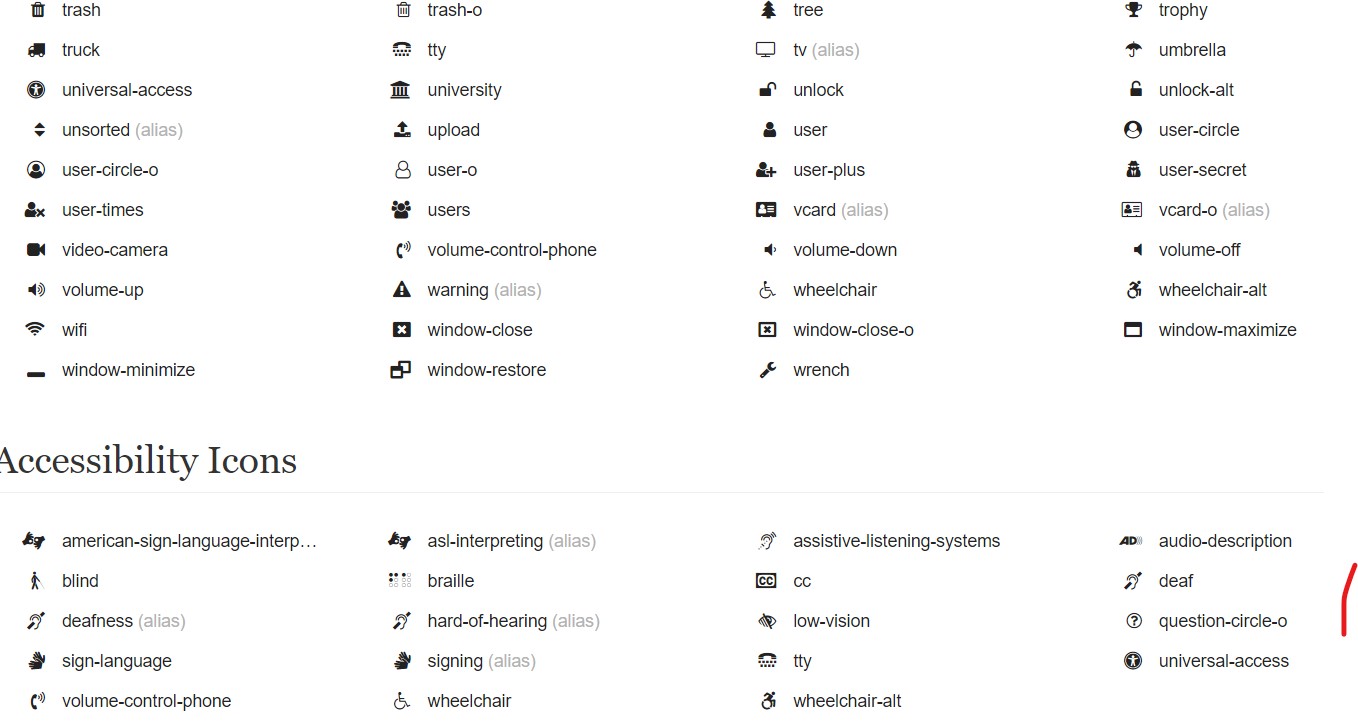 trash trash-o tree trophy
truck tty tv (alias) umbrella
universal-access university unlock unlock-alt
unsorted (alias) upload user user-circle
user-circle-o user-o user-plus user-secret
user-times users vcard (alias) vcard-o (alias)
video-camera volume-control-phone volume-down volume-off
volume-up warning (alias) wheelchair wheelchair-alt
wifi window-close window-close-o window-maximize
window-minimize window-restore wrench
Accessibility Icons
american-sign-language-interp… asl-interpreting (alias) assistive-listening-systems AD audio-description
blind braille CC cc deaf
deafness (alias) hard-of-hearing (alias) low-vision ? question-circle-o
sign-language signing (alias) tty universal-access
volume-control-phone wheelchair wheelchair-alt